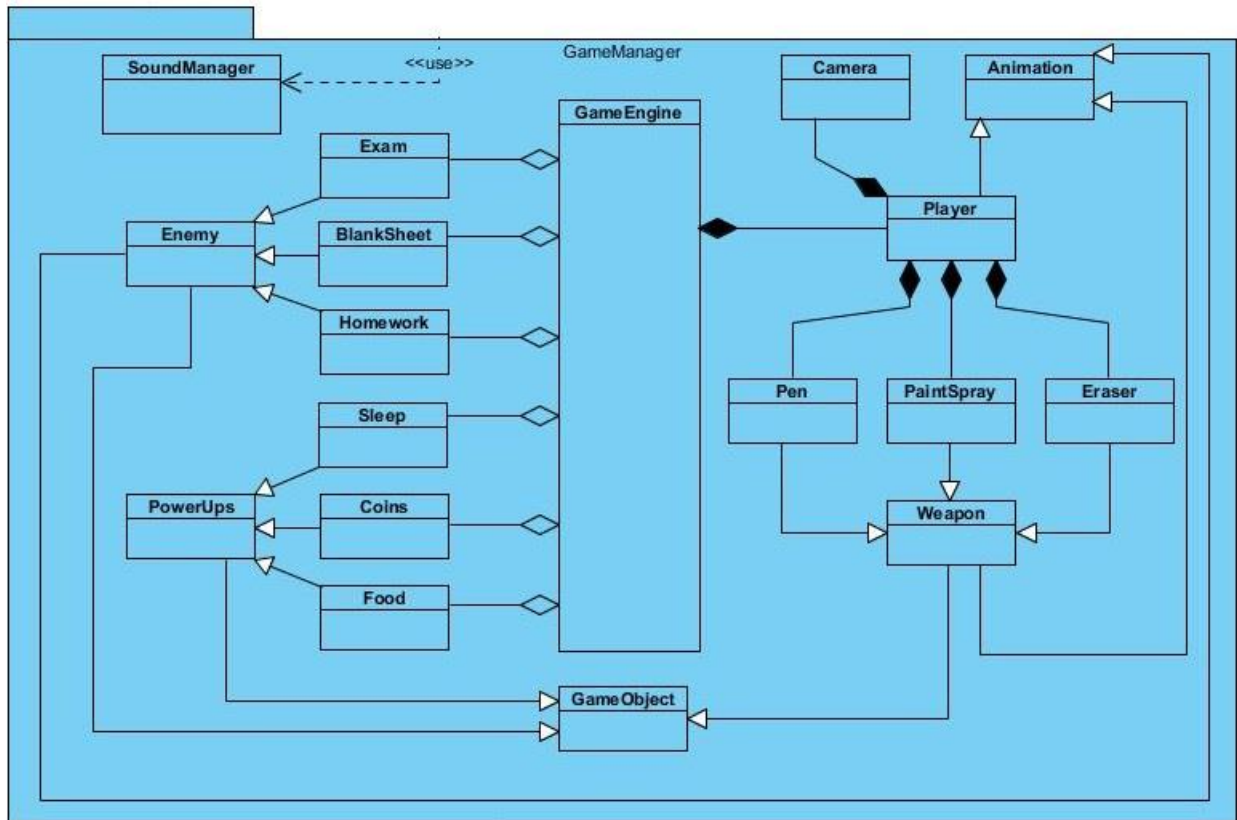 GameManager
SoundManager
<<use>>
Camera
Animation
GameEngine
Exam
Player
Enemy
BlankSheet
Homework
Pen
PaintSpray
Eraser
Sleep
PowerUps
Coins
Weapon
Food
GameObject